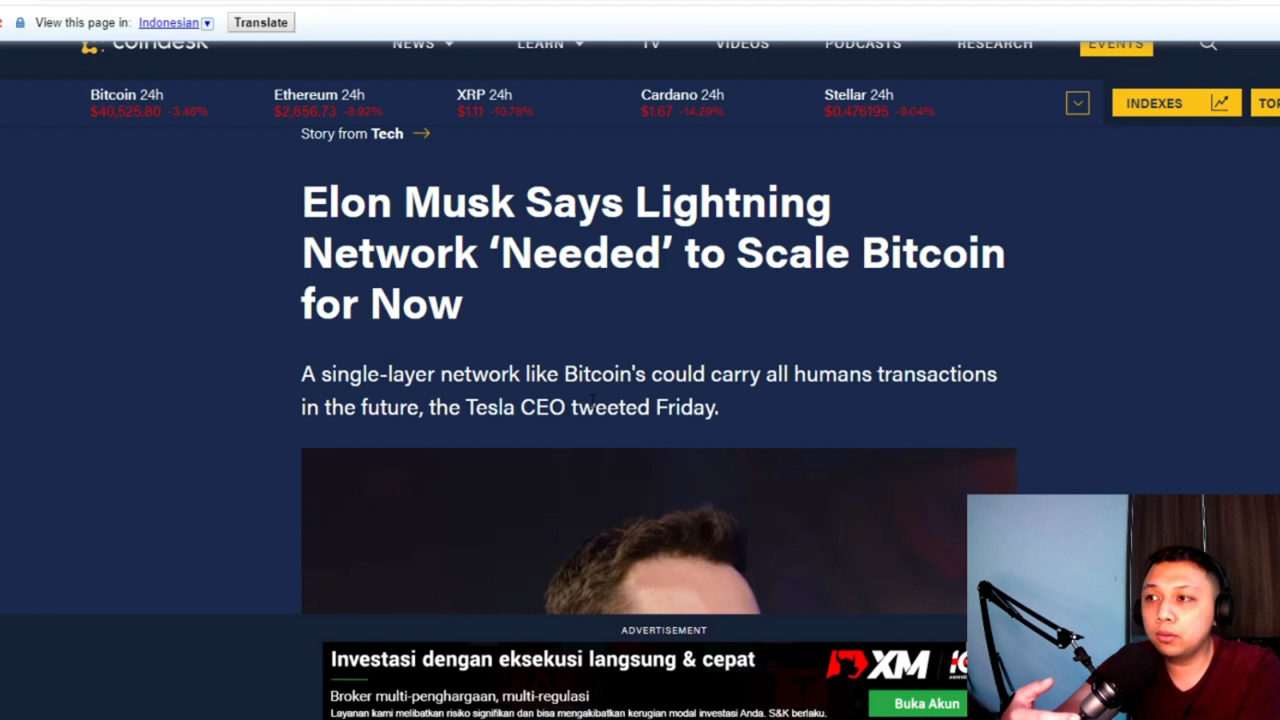 View this page in: Indonesian Translate
coindesk NEWS LEARN TV VIDEOS PODCASTS RESEARCH EVENTS
Bitcoin 24h Ethereum 24h XRP 24h Cardano 24h Stellar 24h
$40,525.80 -3.46% $2,656.73 -8.92% $1.11 -10.78% $1.67 -14.29% $0.476195 -9.04%
INDEXES
Story from Tech
Elon Musk Says Lightning
Network ‘Needed’ to Scale Bitcoin
for Now
A single-layer network like Bitcoin's could carry all humans transactions
in the future, the Tesla CEO tweeted Friday.
ADVERTISEMENT
Investasi dengan eksekusi langsung & cepat
XM
Broker multi-penghargaan, multi-regulasi
Buka Akun
Layanan kami melibatkan risiko signifikan dan bisa mengakibatkan kerugian modal investasi Anda. S&K berlaku.